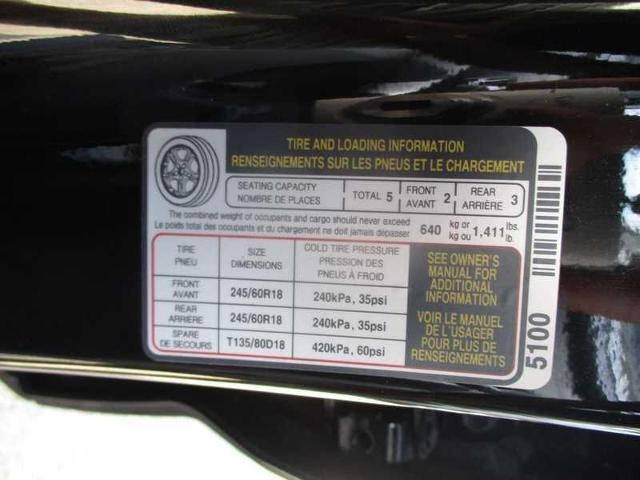 TIRE AND LOADING INFORMATION
RENSEIGNEMENTS SUR LES PNEUS ET LE CHARGEMENT
SEATING CAPACITY
NOMBRE DE PLACES
TOTAL 5
FRONT
AVANT 2
REAR
ARRIÈRE 3
The combined weight of occupants and cargo should never exceed
Le poids total des occupants et du chargement ne doit jamais dépasser
640 kg or 1,411 lbs.
kg ou lb.
TIRE
PNEU
SIZE
DIMENSIONS
COLD TIRE PRESSURE
PRESSION DES
PNEUS À FROID
FRONT
AVANT
245/60R18
240kPa, 35psi
REAR
ARRIÈRE
245/60R18
240kPa, 35psi
SPARE
DE SECOURS
T135/80D18
420kPa, 60psi
SEE OWNER'S
MANUAL FOR
ADDITIONAL
INFORMATION
VOIR LE MANUEL
DE L'USAGER
POUR PLUS DE
RENSEIGNEMENTS
5100